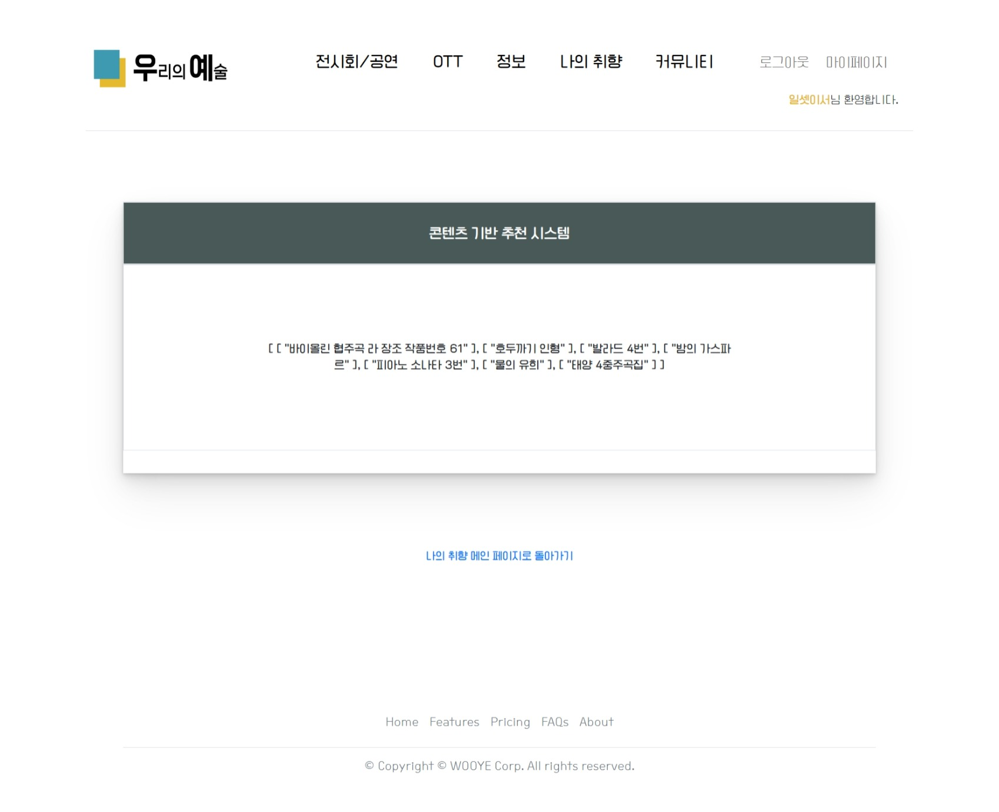 우리의 예술
전시회/공연 OTT 정보 나의 취향 커뮤니티 로그아웃 마이페이지
일셋이서님 환영합니다.
콘텐츠 기반 추천 시스템
[ [ "바이올린 협주곡 라 장조 작품번호 61" ], [ "호두까기 인형" ], [ "발라드 4번" ], [ "밤의 가스파
르" ], [ "피아노 소나타 3번" ], [ "물의 유희" ], [ "태양 4중주곡집" ] ]
나의 취향 메인 페이지로 돌아가기
Home Features Pricing FAQs About
© Copyright © WOOYE Corp. All rights reserved.